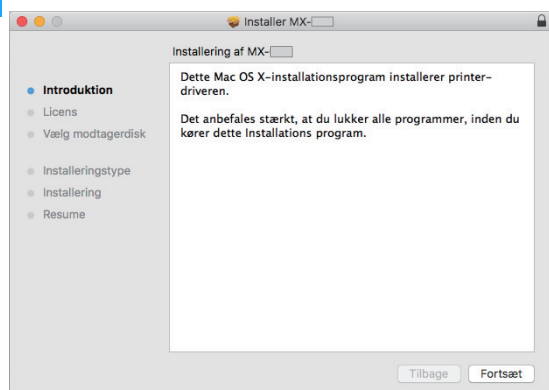 Installer MX-
Installering af MX-
Introduktion
Licens
Vælg modtagerdisk
Installeringstype
Installering
Resume
Dette Mac OS X-installationsprogram installerer printer-
driveren.
Det anbefales stærkt, at du lukker alle programmer, inden du
kører dette Installations program.
Tilbage
Fortsæt